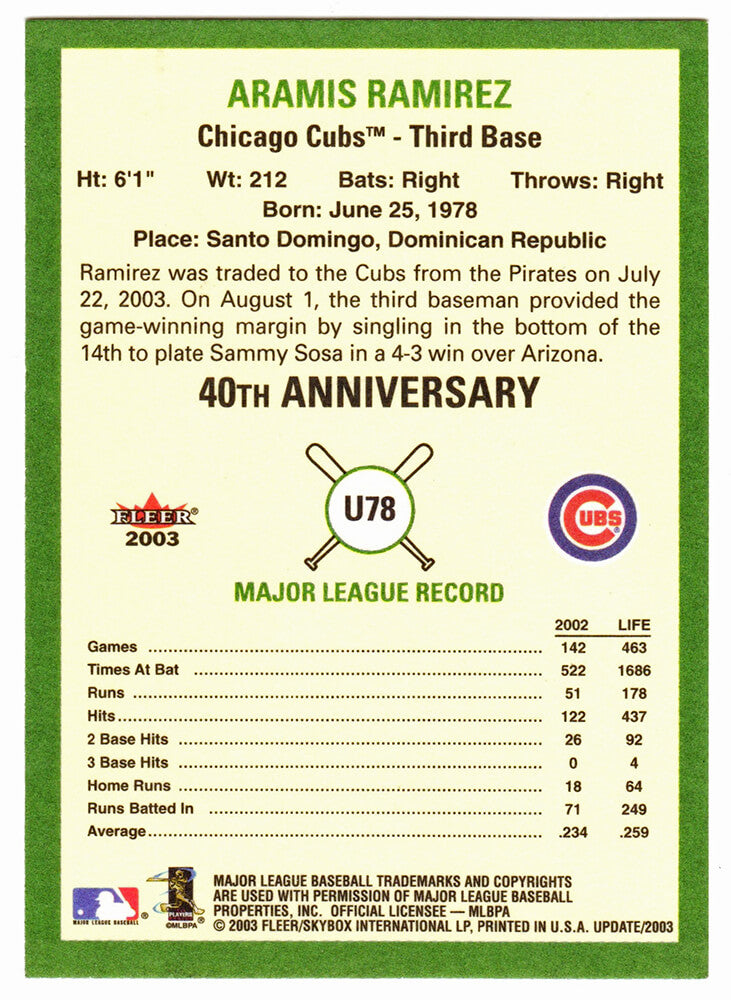 ARAMIS RAMIREZ
Chicago Cubs™ - Third Base
Ht: 6'1" Wt: 212 Bats: Right Throws: Right
Born: June 25, 1978
Place: Santo Domingo, Dominican Republic
Ramirez was traded to the Cubs from the Pirates on July
22, 2003. On August 1, the third baseman provided the
game-winning margin by singling in the bottom of the
14th to plate Sammy Sosa in a 4-3 win over Arizona.
40TH ANNIVERSARY
FLEER®
2003
U78
CUBS®
MAJOR LEAGUE RECORD
2002 LIFE
Games 142 463
Times At Bat 522 1686
Runs 51 178
Hits 122 437
2 Base Hits 26 92
3 Base Hits 0 4
Home Runs 18 64
Runs Batted In 71 249
Average .234 .259
MAJOR LEAGUE BASEBALL®
PLAYERS
©MLBPA
MAJOR LEAGUE BASEBALL TRADEMARKS AND COPYRIGHTS
ARE USED WITH PERMISSION OF MAJOR LEAGUE BASEBALL
PROPERTIES, INC. OFFICIAL LICENSEE — MLBPA
© 2003 FLEER/SKYBOX INTERNATIONAL LP, PRINTED IN U.S.A. UPDATE/2003